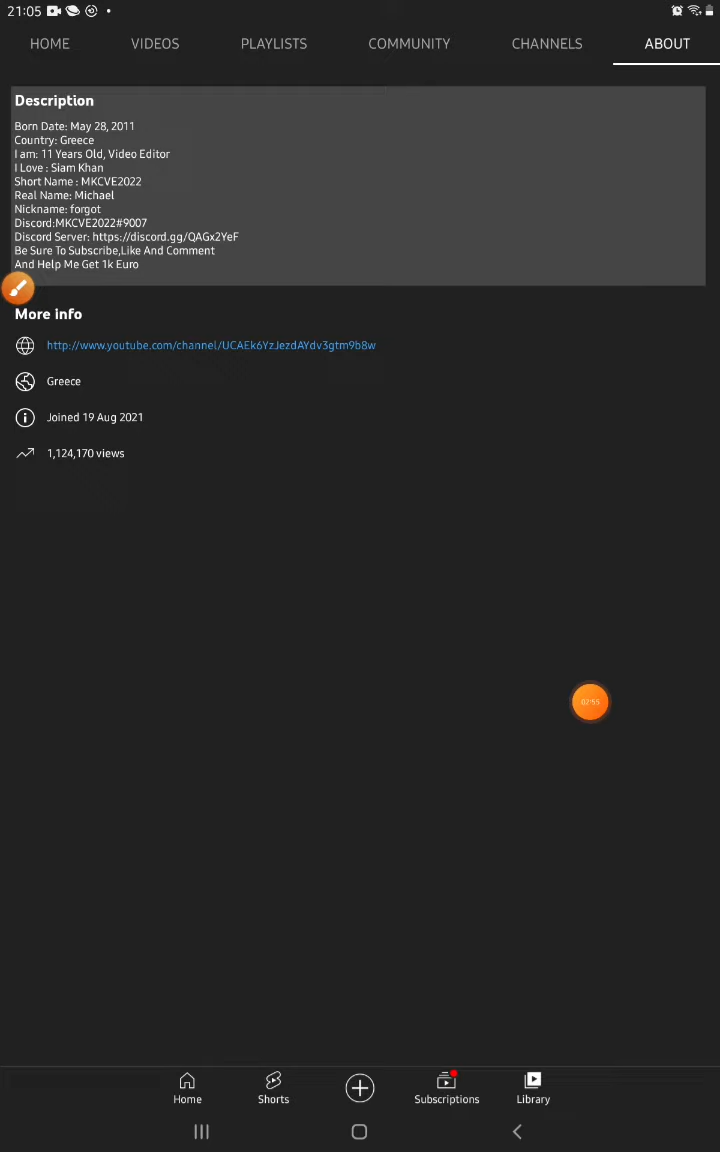 21:05
HOME VIDEOS PLAYLISTS COMMUNITY CHANNELS ABOUT
Description
Born Date: May 28, 2011
Country: Greece
I am: 11 Years Old, Video Editor
I Love : Siam Khan
Short Name : MKCVE2022
Real Name: Michael
Nickname: forgot
Discord:MKCVE2022#9007
Discord Server: https://discord.gg/QAGx2YeF
Be Sure To Subscribe,Like And Comment
And Help Me Get 1k Euro
More info
http://www.youtube.com/channel/UCAEk6YzJezdAYdv3gtm9b8w
Greece
Joined 19 Aug 2021
1,124,170 views
02:55
Home Shorts Subscriptions Library